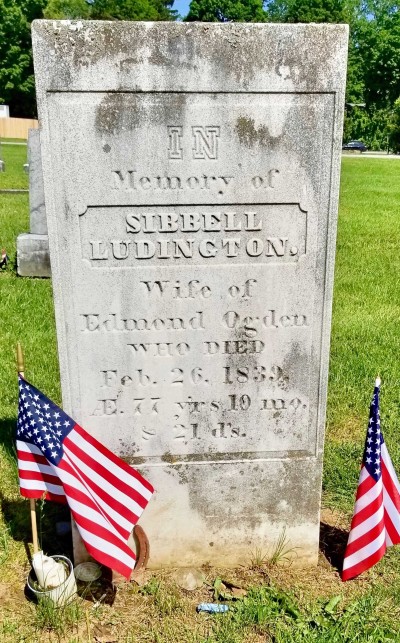 IN
Memory of
SIBBELL
LUDINGTON.
Wife of
Edmond Ogden
WHO DIED
Feb. 26. 1839.
Æ. 77 yrs 10 mo.
& 21 d's.